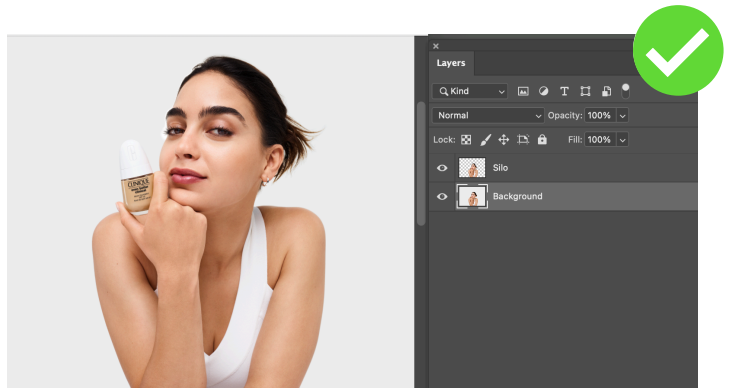 Layers
Kind
Normal
Opacity: 100%
Lock:
Fill: 100%
Silo
Background
CLINIQUE